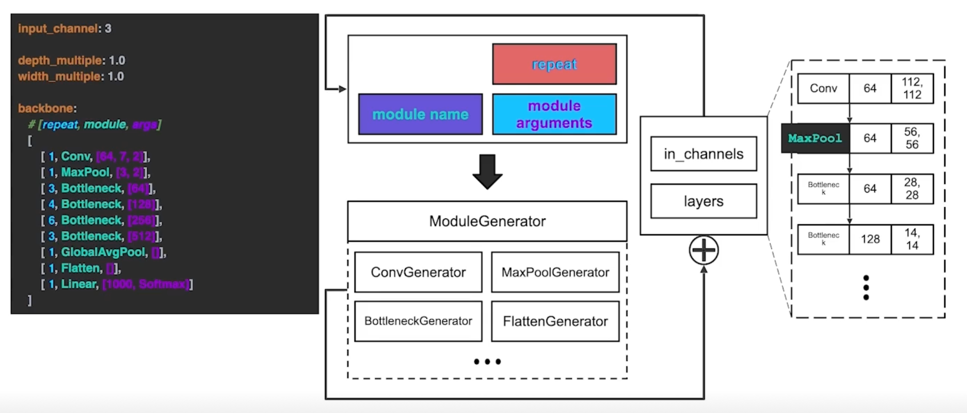 input_channel: 3
depth_multiple: 1.0
width_multiple: 1.0
backbone:
# [repeat, module, args]
[
[ 1, Conv, [64, 7, 2]],
[ 1, MaxPool, [3, 2]],
[ 3, Bottleneck, [64]],
[ 4, Bottleneck, [128]],
[ 6, Bottleneck, [256]],
[ 3, Bottleneck, [512]],
[ 1, GlobalAvgPool, []],
[ 1, Flatten, []],
[ 1, Linear, [1000, Softmax)]
]
repeat
module name
module
arguments
ModuleGenerator
ConvGenerator
MaxPoolGenerator
BottleneckGenerator
FlattenGenerator
in_channels
layers
Conv
64
112,
112
MaxPool
64
56,
56
Bottlenec
k
64
28,
28
Bottlenec
k
128
14,
14